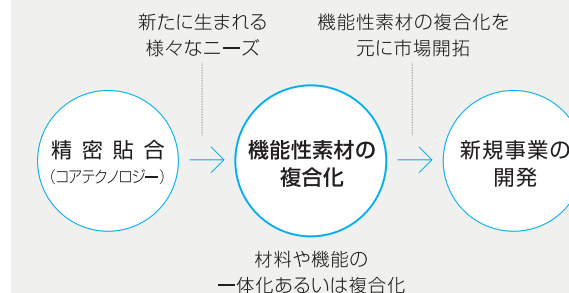 新たに生まれる
様々なニーズ
機能性素材の複合化を
元に市場開拓
精密貼合
（コアテクノロジー）
機能性素材の
複合化
新規事業の
開発
材料や機能の
一体化あるいは複合化